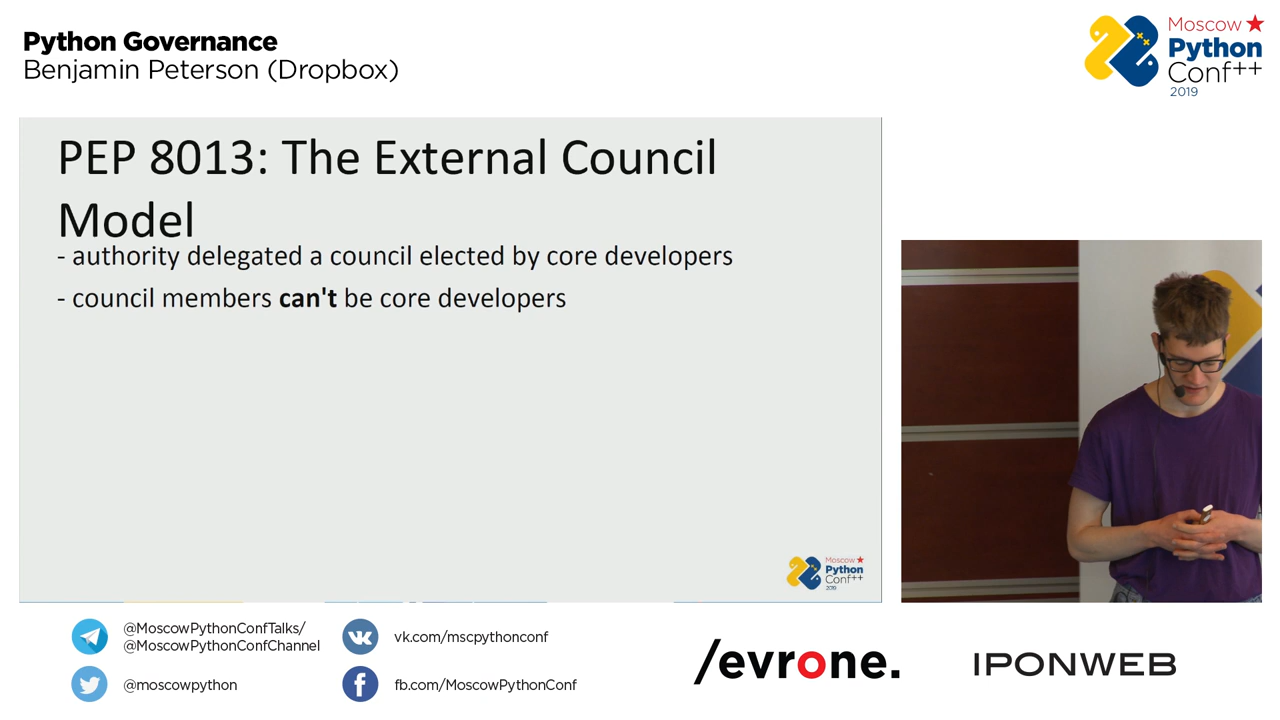 Python Governance
Benjamin Peterson (Dropbox)
Moscow
Python
Conf++
2019
PEP 8013: The External Council
Model
- authority delegated a council elected by core developers
- council members can't be core developers
Moscow
Python
Conf++
2019
@MoscowPythonConfTalks/
@MoscowPythonConfChannel
vk.com/mscpythonconf
@moscowpython
fb.com/MoscowPythonConf
/evrone.
IPONWEB